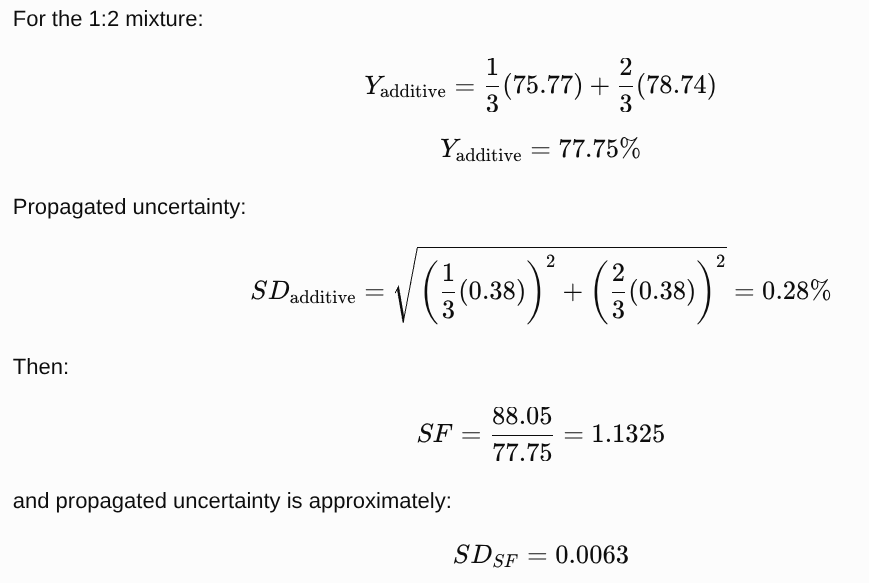 For the 1:2 mixture:
Y_additive = 1/3(75.77) + 2/3(78.74)
Y_additive = 77.75%
Propagated uncertainty:
SD_additive = √((1/3(0.38))² + (2/3(0.38))²) = 0.28%
Then:
SF = 88.05/77.75 = 1.1325
and propagated uncertainty is approximately:
SD_SF = 0.0063